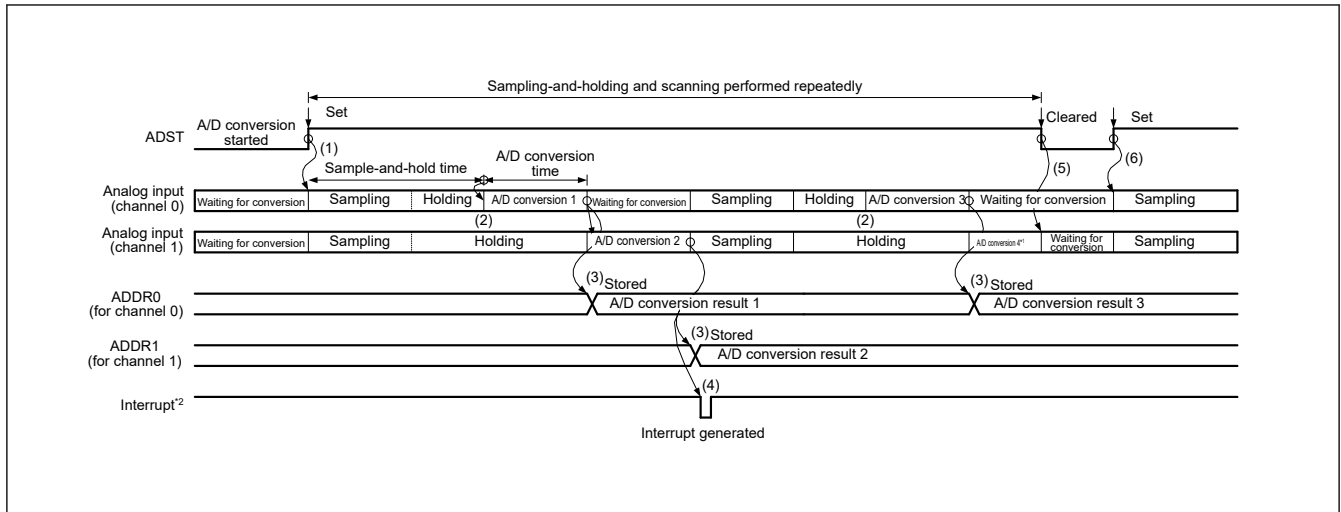 Sampling-and-holding and scanning performed repeatedly
Set
Cleared
Set
ADST
A/D conversion
started
(1)
(5)
(6)
Sample-and-hold time
A/D conversion
time
Analog input
(channel 0)
Waiting for conversion
Sampling
Holding
A/D conversion 1
Waiting for conversion
Sampling
Holding
A/D conversion 3
Waiting for conversion
Sampling
(2)
(2)
Analog input
(channel 1)
Waiting for conversion
Sampling
Holding
A/D conversion 2
Sampling
Holding
A/D conversion 4*1
Waiting for
conversion
Sampling
ADDR0
(for channel 0)
(3) Stored
A/D conversion result 1
(3) Stored
A/D conversion result 3
ADDR1
(for channel 1)
(3) Stored
A/D conversion result 2
Interrupt*2
(4)
Interrupt generated